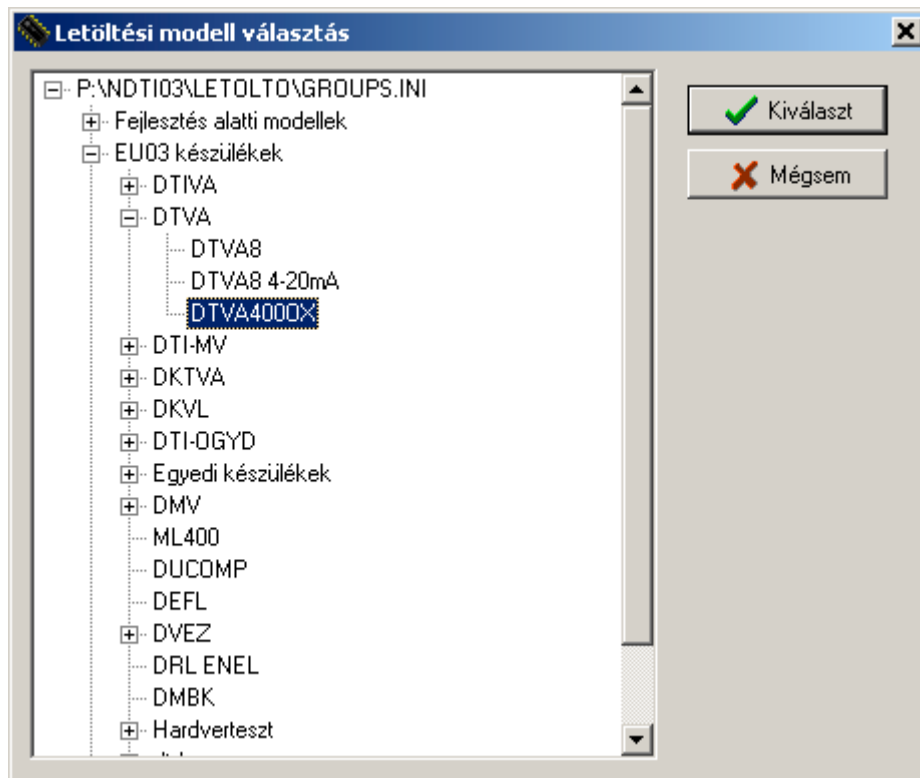 Letöltési modell választás
P:\NDTI03\LETOLTO\GROUPS.INI
Fejlesztés alatti modellek
EU03 készülékek
DTIVA
DTVA
DTVA8
DTVA8 4-20mA
DTVA4000X
DTI-MV
DKTVA
DKVL
DTI-OGYD
Egyedi készülékek
DMV
ML400
DUCOMP
DEFL
DVEZ
DRL ENEL
DMBK
Hardverteszt
Kiválaszt
Mégsem